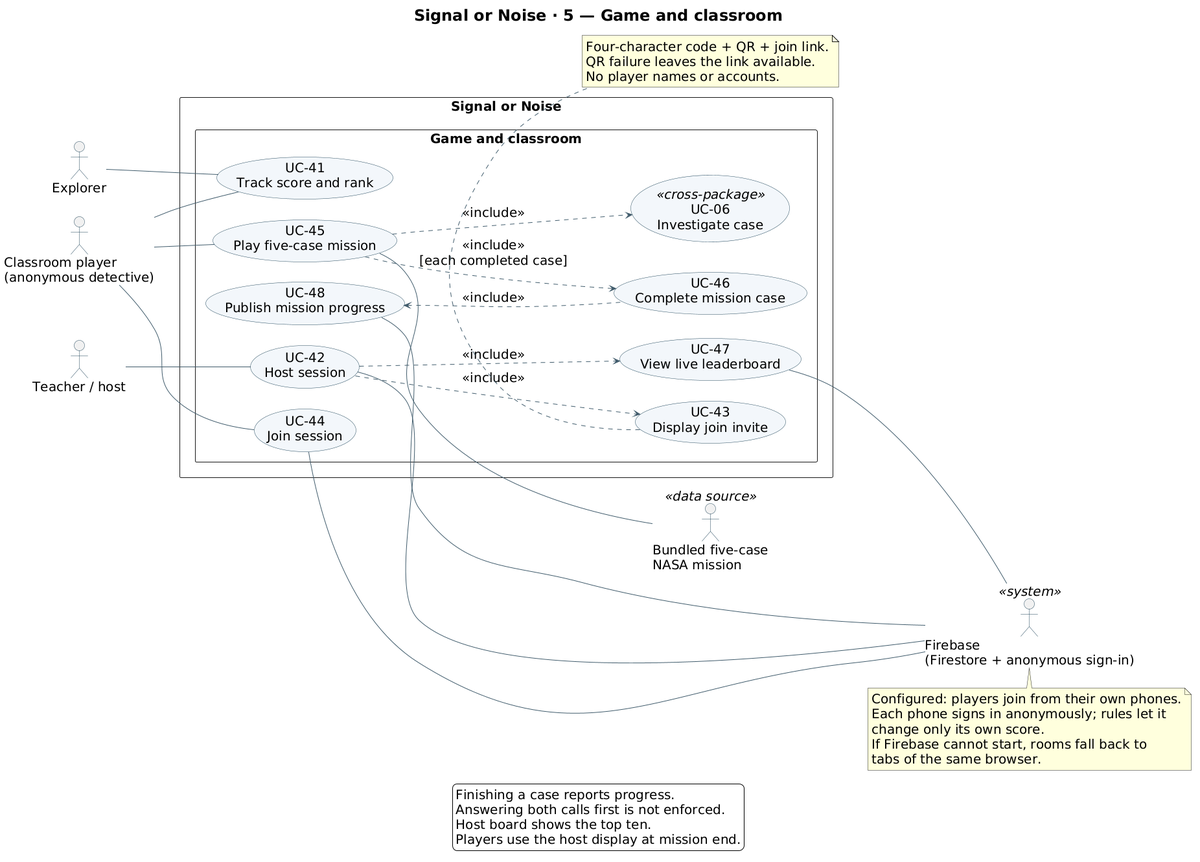 Signal or Noise · 5 — Game and classroom
Four-character code + QR + join link.
QR failure leaves the link available.
No player names or accounts.
Signal or Noise
Game and classroom
Explorer
Classroom player
(anonymous detective)
Teacher / host
UC-41
Track score and rank
UC-45
Play five-case mission
UC-48
Publish mission progress
UC-42
Host session
UC-44
Join session
«include»
«include»
[each completed case]
«include»
«include»
«include»
«cross-package»
UC-06
Investigate case
UC-46
Complete mission case
UC-47
View live leaderboard
UC-43
Display join invite
«data source»
Bundled five-case
NASA mission
«system»
Firebase
(Firestore + anonymous sign-in)
Configured: players join from their own phones.
Each phone signs in anonymously; rules let it
change only its own score.
If Firebase cannot start, rooms fall back to
tabs of the same browser.
Finishing a case reports progress.
Answering both calls first is not enforced.
Host board shows the top ten.
Players use the host display at mission end.